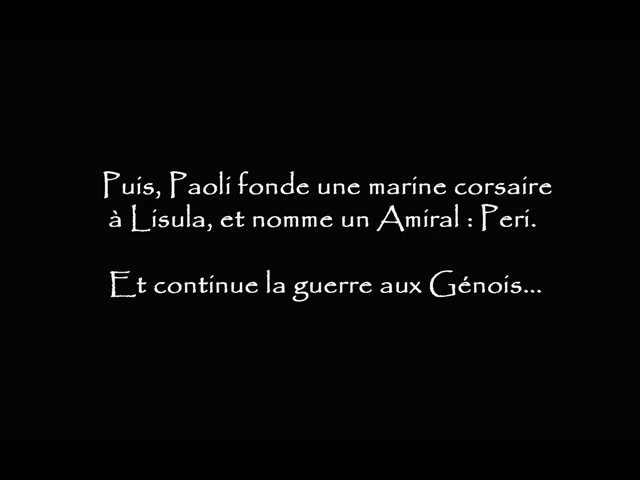 Puis, Paoli fonde une marine corsaire
à Lisula, et nomme un Amiral : Peri.
Et continue la guerre aux Génois...